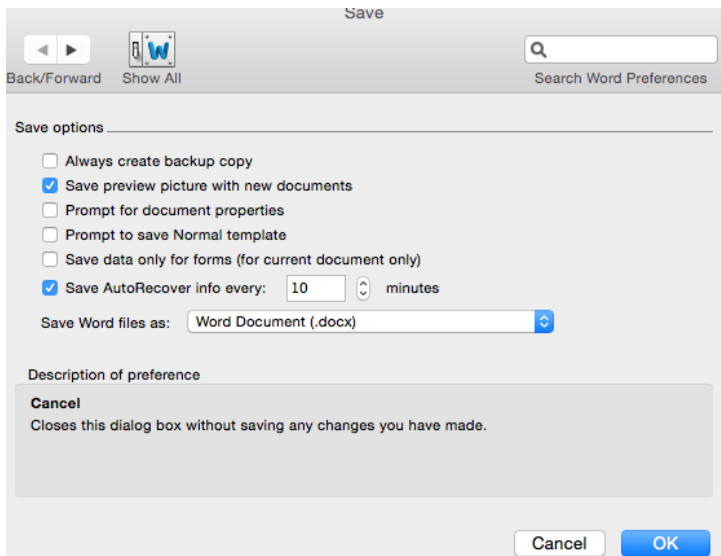 Save
Back/Forward
Show All
Search Word Preferences
Save options
Always create backup copy
Save preview picture with new documents
Prompt for document properties
Prompt to save Normal template
Save data only for forms (for current document only)
Save AutoRecover info every: 10 minutes
Save Word files as: Word Document (.docx)
Description of preference
Cancel
Closes this dialog box without saving any changes you have made.
Cancel OK